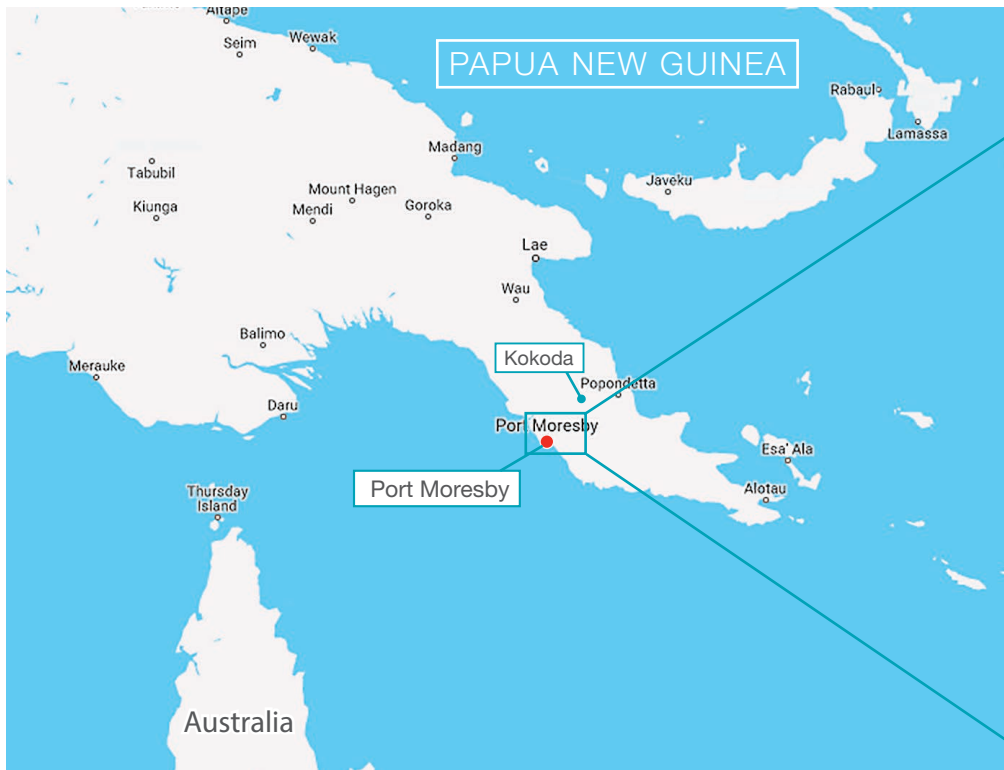 Aitape
Seim
Wewak
PAPUA NEW GUINEA
Rabaul
Lamassa
Madang
Tabubil
Javeku
Mount Hagen
Kiunga
Mendi
Goroka
Lae
Wau
Balimo
Kokoda
Merauke
Popondetta
Daru
Port Moresby
Esa'Ala
Port Moresby
Alotau
Thursday
Island
Australia